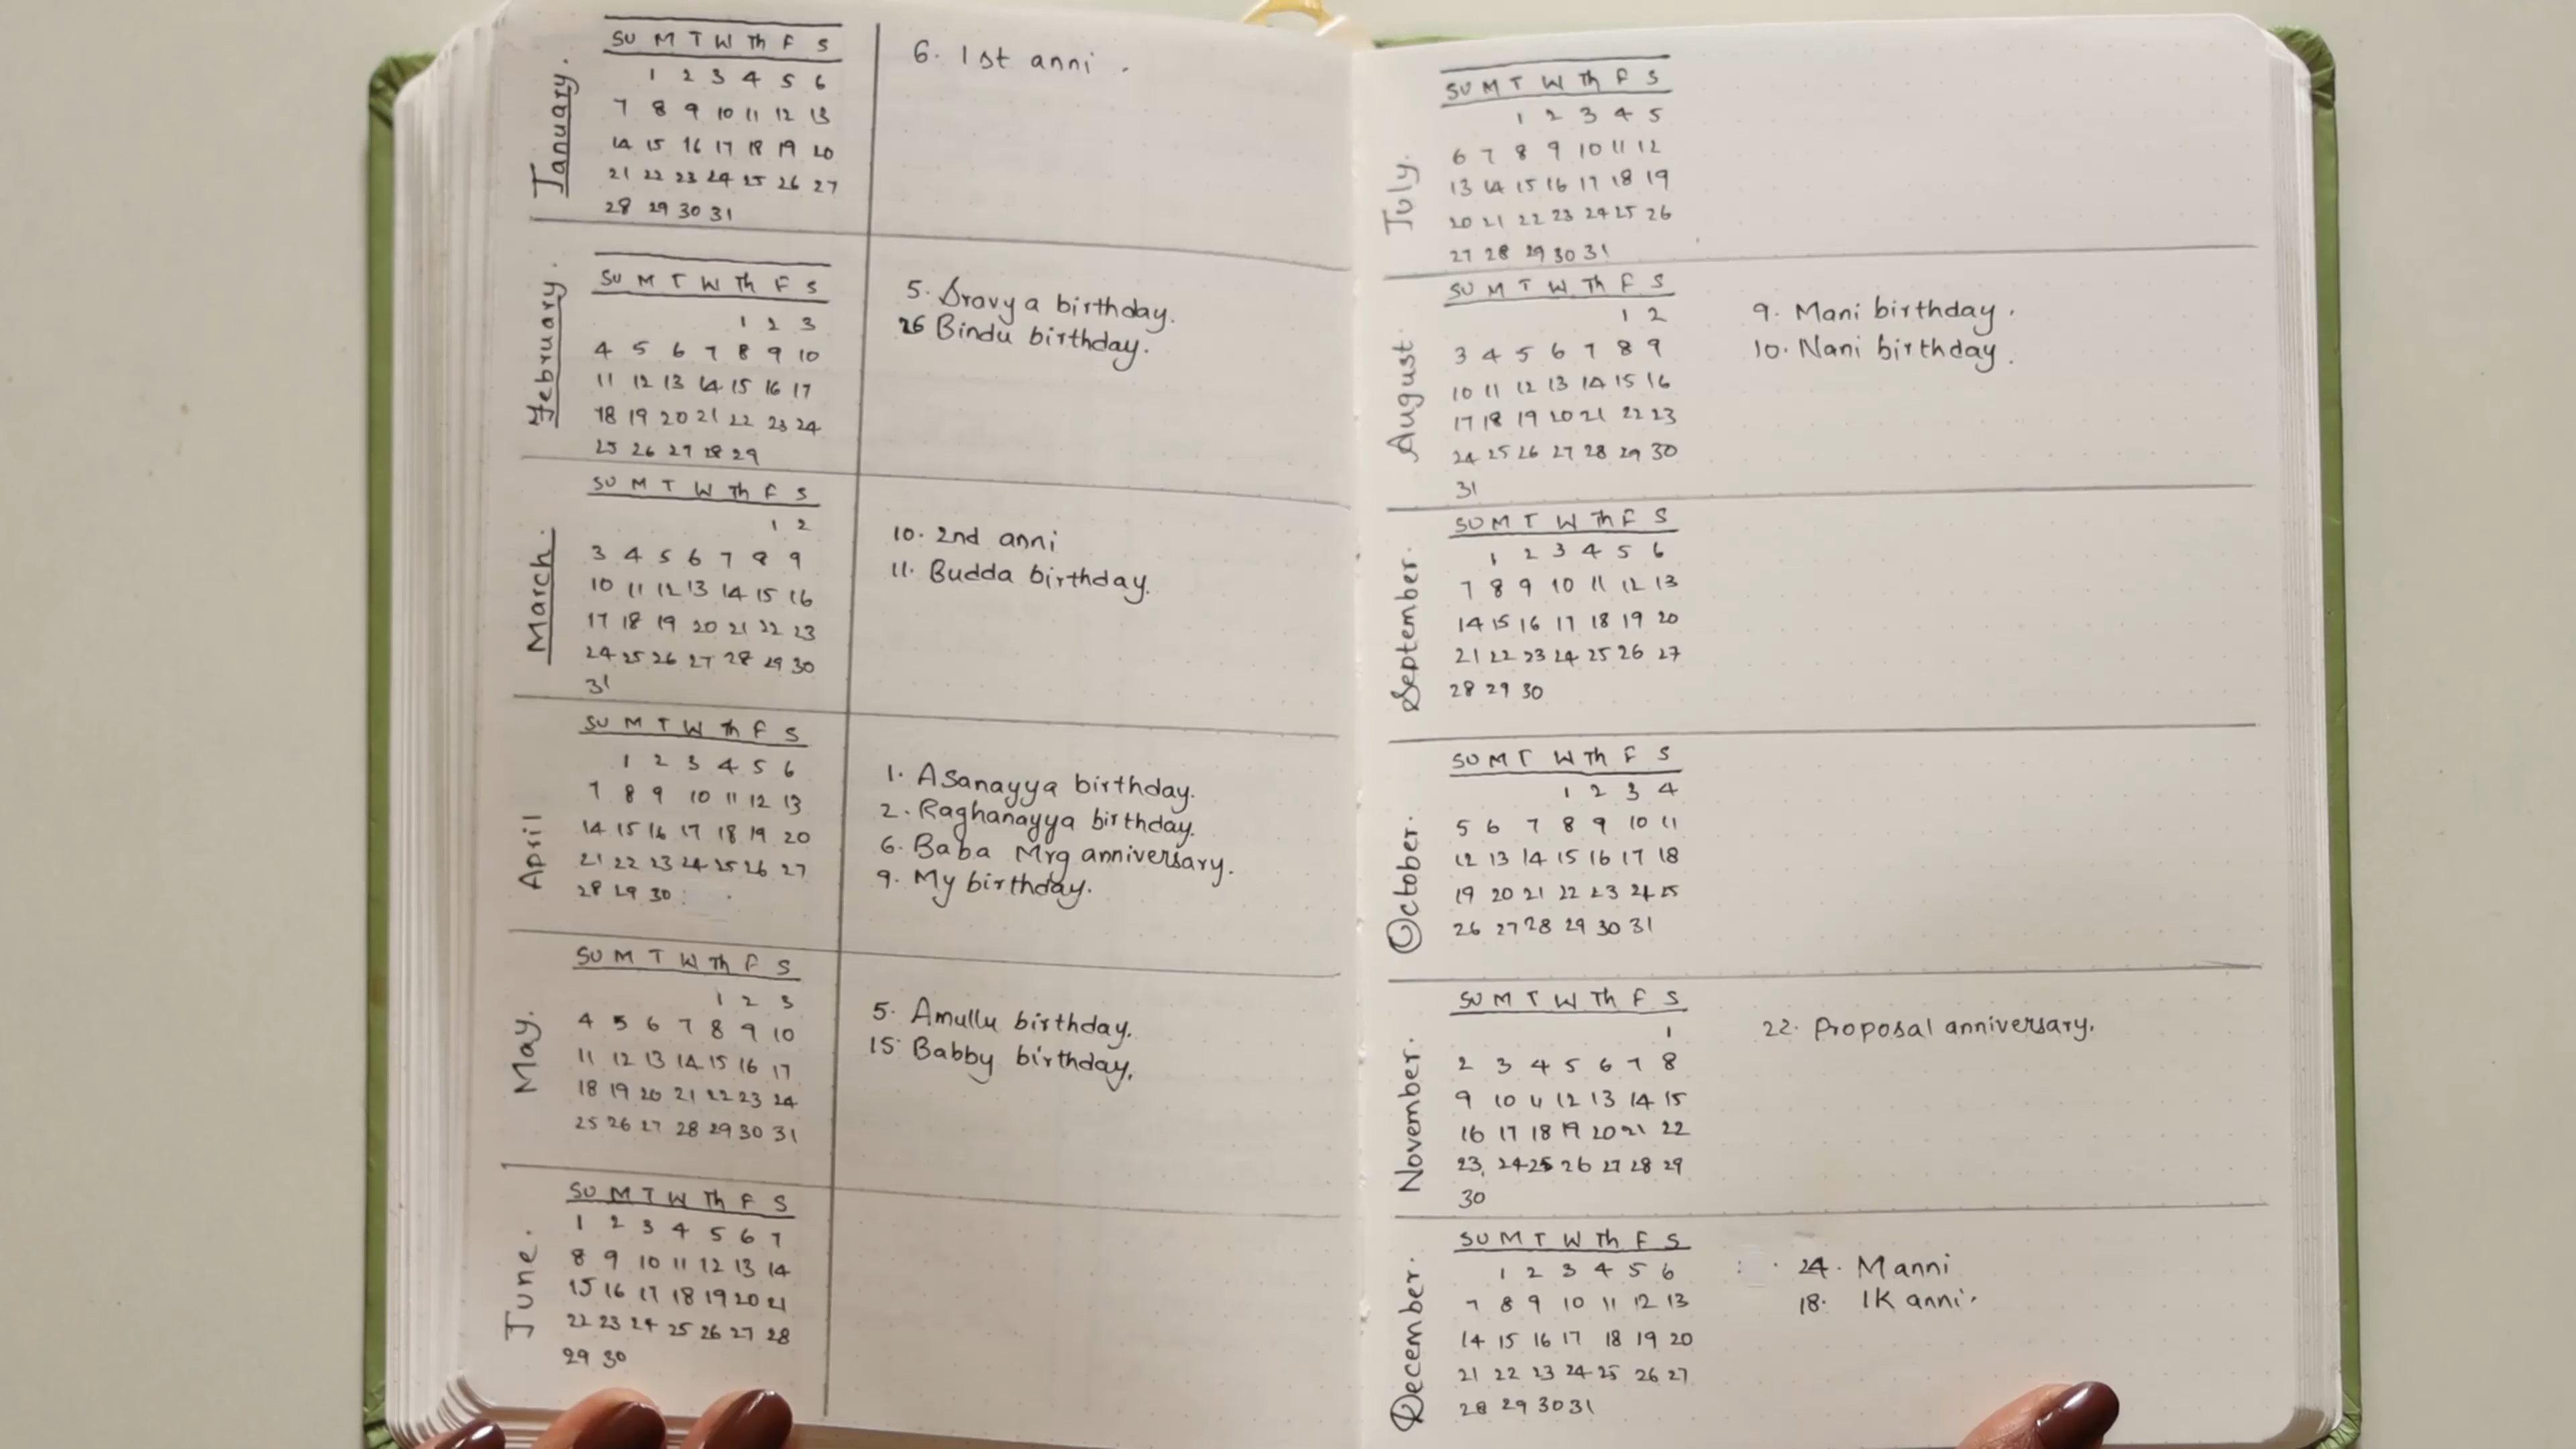 January.
SU M T W Th F S
1 2 3 4 5 6
7 8 9 10 11 12 13
14 15 16 17 18 19 20
21 22 23 24 25 26 27
28 29 30 31
6. 1st anni .
February.
SU M T W Th F S
1 2 3
4 5 6 7 8 9 10
11 12 13 14 15 16 17
18 19 20 21 22 23 24
25 26 27 28 29
5. Sravya birthday.
26 Bindu birthday.
March.
SU M T W Th F S
1 2
3 4 5 6 7 8 9
10 11 12 13 14 15 16
17 18 19 20 21 22 23
24 25 26 27 28 29 30
31
10. 2nd anni
11. Budda birthday.
April
SU M T W Th F S
1 2 3 4 5 6
7 8 9 10 11 12 13
14 15 16 17 18 19 20
21 22 23 24 25 26 27
28 29 30
1. Asanayya birthday.
2. Raghanayya birthday.
6. Baba Mrg anniversary.
9. My birthday.
May.
SU M T W Th F S
1 2 3
4 5 6 7 8 9 10
11 12 13 14 15 16 17
18 19 20 21 22 23 24
25 26 27 28 29 30 31
5. Amullu birthday.
15. Babby birthday.
June.
SU M T W Th F S
1 2 3 4 5 6 7
8 9 10 11 12 13 14
15 16 17 18 19 20 21
22 23 24 25 26 27 28
29 30
July.
SU M T W Th F S
1 2 3 4 5
6 7 8 9 10 11 12
13 14 15 16 17 18 19
20 21 22 23 24 25 26
27 28 29 30 31
August.
SU M T W Th F S
1 2
3 4 5 6 7 8 9
10 11 12 13 14 15 16
17 18 19 20 21 22 23
24 25 26 27 28 29 30
31
9. Mani birthday.
10. Nani birthday.
September.
SU M T W Th F S
1 2 3 4 5 6
7 8 9 10 11 12 13
14 15 16 17 18 19 20
21 22 23 24 25 26 27
28 29 30
October.
SU M T W Th F S
1 2 3 4
5 6 7 8 9 10 11
12 13 14 15 16 17 18
19 20 21 22 23 24 25
26 27 28 29 30 31
November.
SU M T W Th F S
1
2 3 4 5 6 7 8
9 10 11 12 13 14 15
16 17 18 19 20 21 22
23, 24 25 26 27 28 29
30
22. Proposal anniversary.
December.
SU M T W Th F S
1 2 3 4 5 6
7 8 9 10 11 12 13
14 15 16 17 18 19 20
21 22 23 24 25 26 27
28 29 30 31
24. M anni
18. 1K anni.